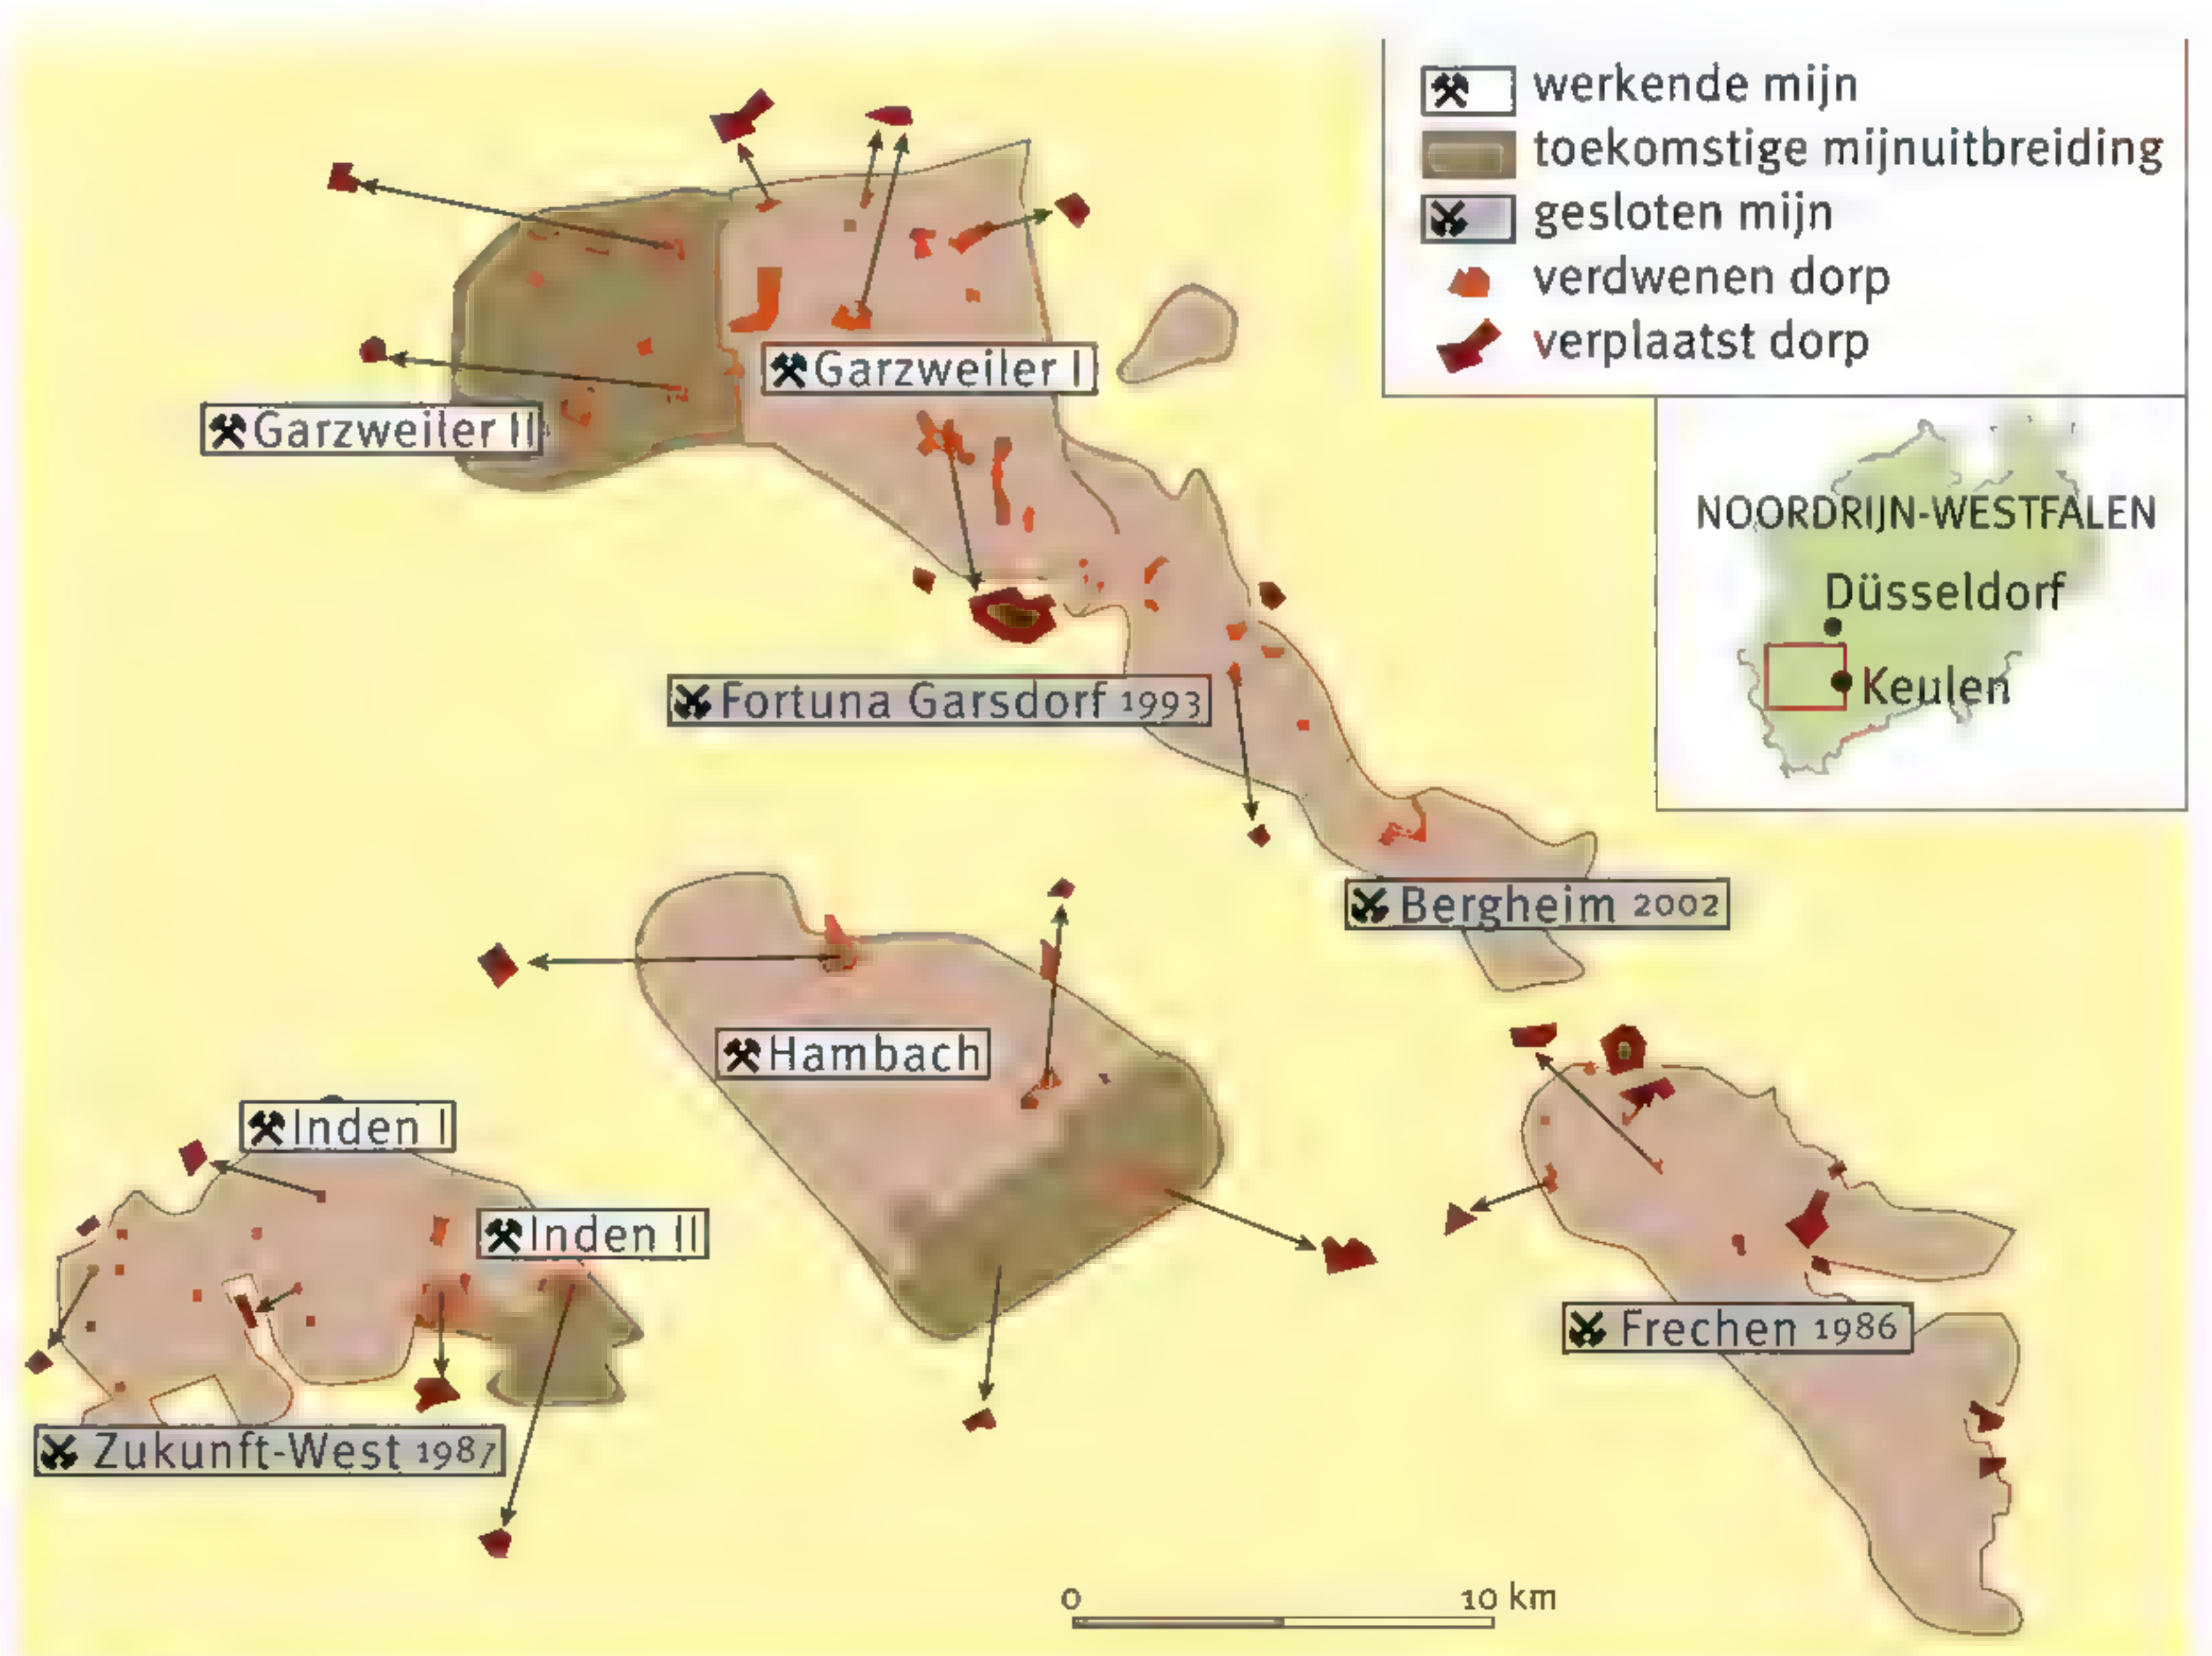 werkende mijn
toekomstige mijnuitbreiding
gesloten mijn
verdwenen dorp
verplaatst dorp
Garzweiler I
Garzweiler II
NOORDRIJN-WESTFALEN
Düsseldorf
Keulen
Fortuna Garsdorf 1993
Bergheim 2002
Hambach
Inden I
Inden II
Frechen 1986
Zukunft-West 1987
0 10 km